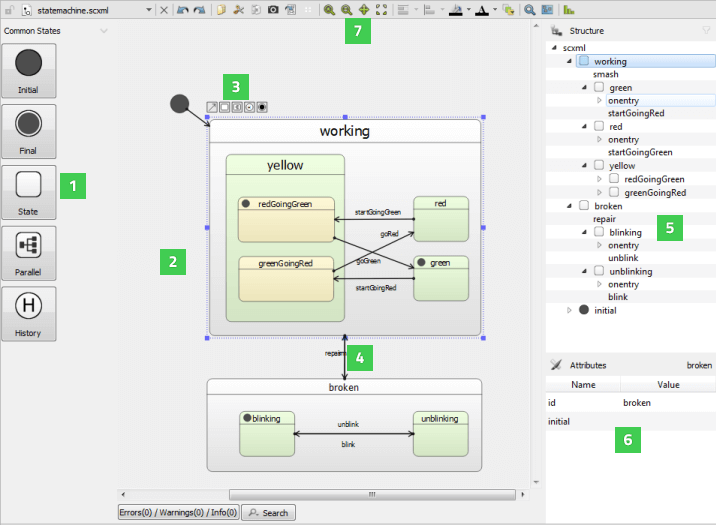 statemachine.scxml
7
Common States
Structure
scxml
working
smash
green
onentry
startGoingRed
red
onentry
startGoingGreen
yellow
redGoingGreen
greenGoingRed
broken
repair
blinking
onentry
unblink
unblinking
onentry
blink
initial
5
Initial
Final
State
1
Parallel
H
History
3
working
yellow
redGoingGreen
greenGoingRed
startGoingGreen
red
goRed
goGreen
green
startGoingRed
2
4
broken
blinking
unblink
blink
unblinking
Attributes
broken
Name
Value
id
broken
initial
6
Errors(0) / Warnings(0) / Info(0)
Search